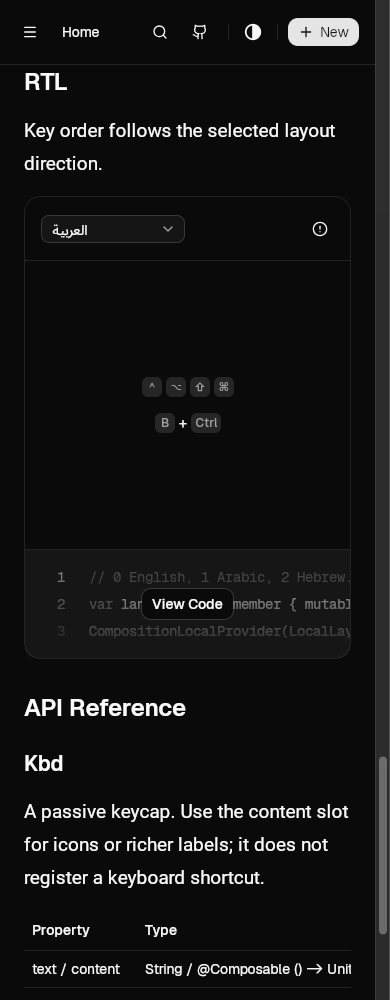 Home
New
RTL
Key order follows the selected layout
direction.
العربية
^ ⌥ ⇧ ⌘
B + Ctrl
1 // 0 English, 1 Arabic, 2 Hebrew.
2 var lan
View Code
member { mutabl
3 CompositionLocalProvider(LocalLay
API Reference
Kbd
A passive keycap. Use the content slot
for icons or richer labels; it does not
register a keyboard shortcut.
Property Type
text / content String / @Composable () -> Unit